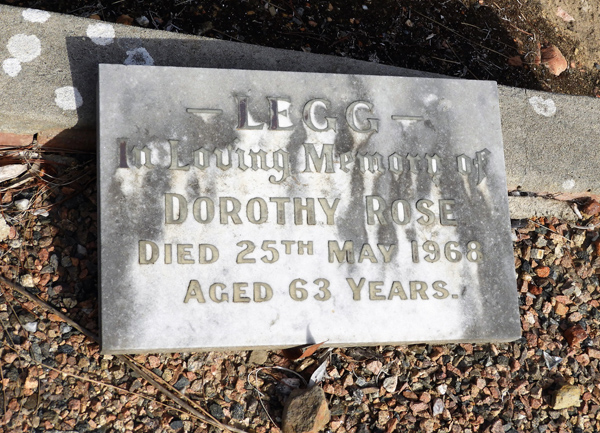 — LEGG —
In Loving Memory of
DOROTHY ROSE
DIED 25TH MAY 1968
AGED 63 YEARS.